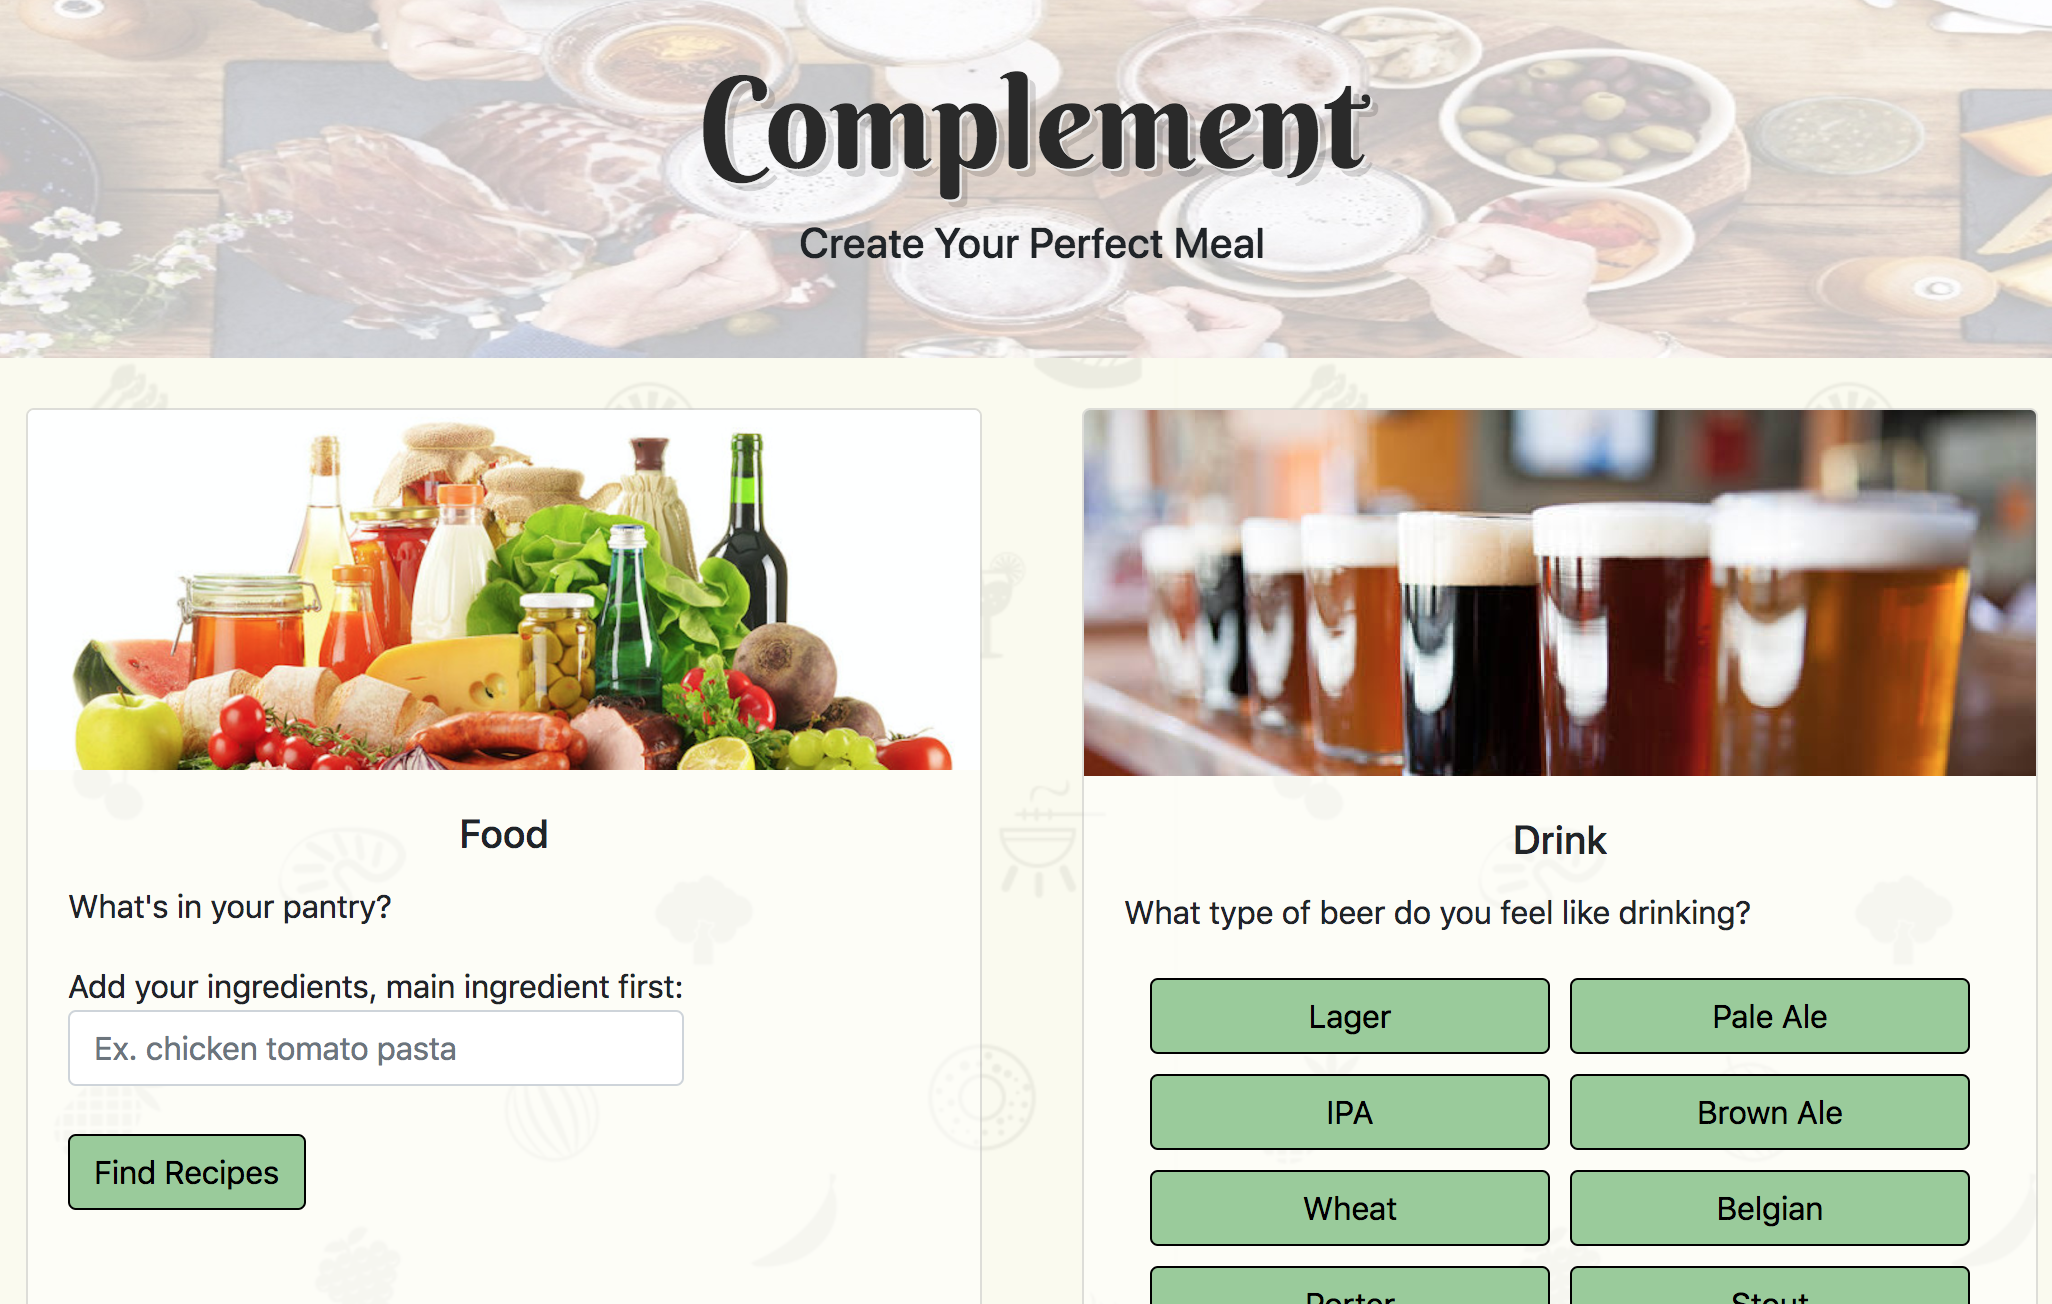 Complement
Create Your Perfect Meal
Food
What's in your pantry?
Add your ingredients, main ingredient first:
Ex. chicken tomato pasta
Find Recipes
Drink
What type of beer do you feel like drinking?
Lager
Pale Ale
IPA
Brown Ale
Wheat
Belgian
Porter
Stout